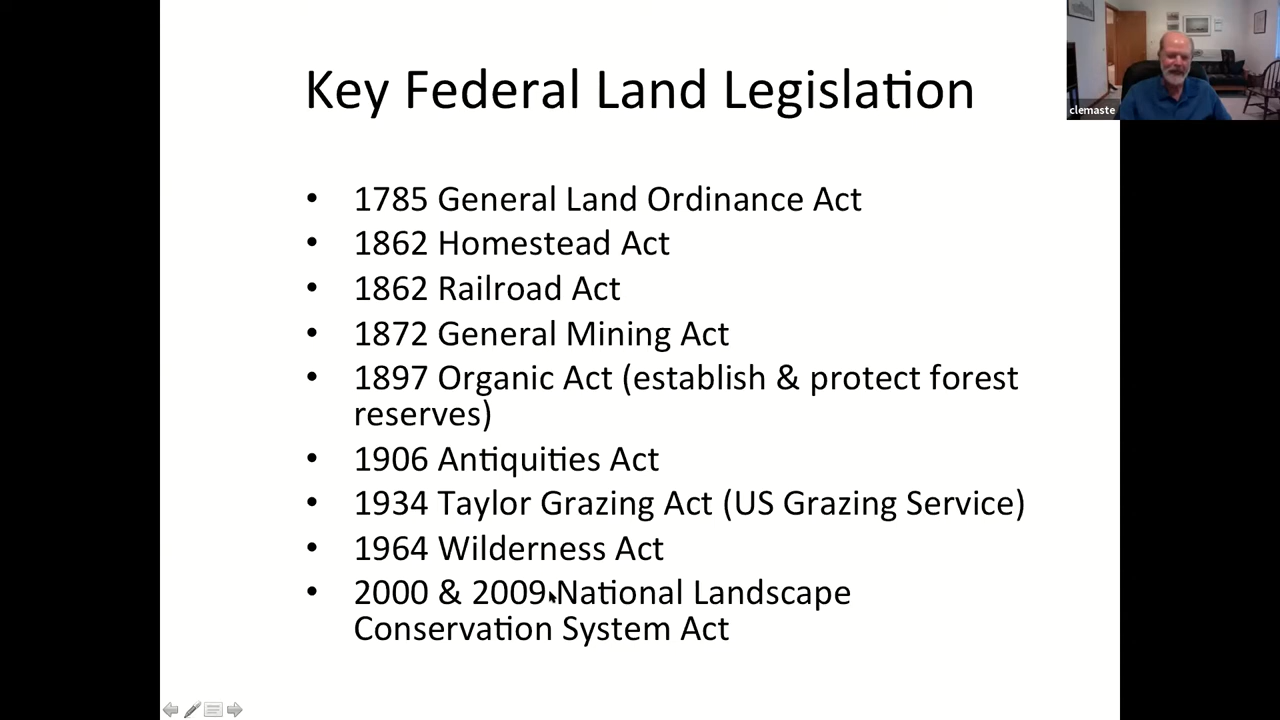 Key Federal Land Legislation
clemaste
• 1785 General Land Ordinance Act
• 1862 Homestead Act
• 1862 Railroad Act
• 1872 General Mining Act
• 1897 Organic Act (establish & protect forest
reserves)
• 1906 Antiquities Act
• 1934 Taylor Grazing Act (US Grazing Service)
• 1964 Wilderness Act
• 2000 & 2009 National Landscape
Conservation System Act